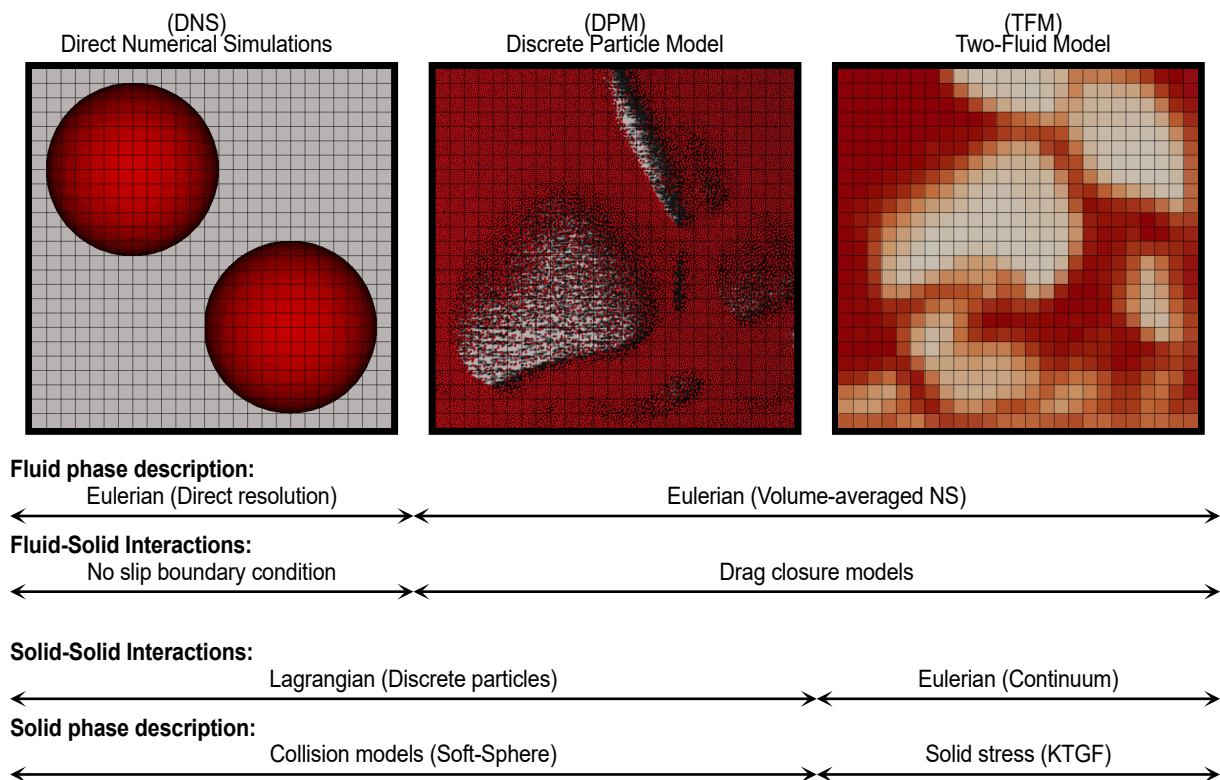 (DNS)
Direct Numerical Simulations
(DPM)
Discrete Particle Model
(TFM)
Two-Fluid Model
Fluid phase description:
Eulerian (Direct resolution)
Eulerian (Volume-averaged NS)
Fluid-Solid Interactions:
No slip boundary condition
Drag closure models
Solid-Solid Interactions:
Lagrangian (Discrete particles)
Eulerian (Continuum)
Solid phase description:
Collision models (Soft-Sphere)
Solid stress (KTGF)